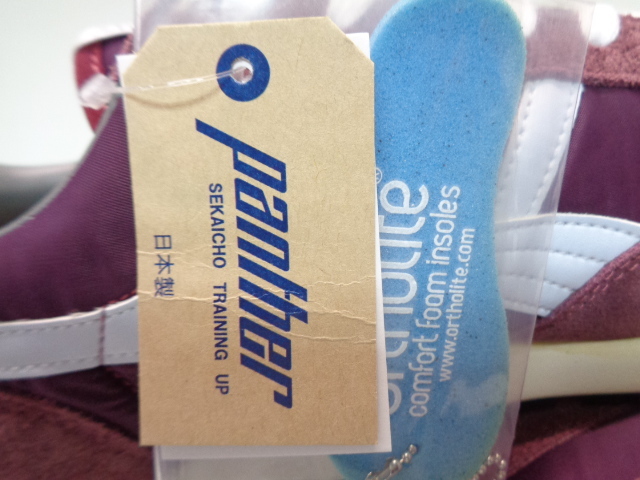 panther
SEKAICHO TRAINING UP
日本製
ortholite®
comfort foam insoles
www.ortholite.com